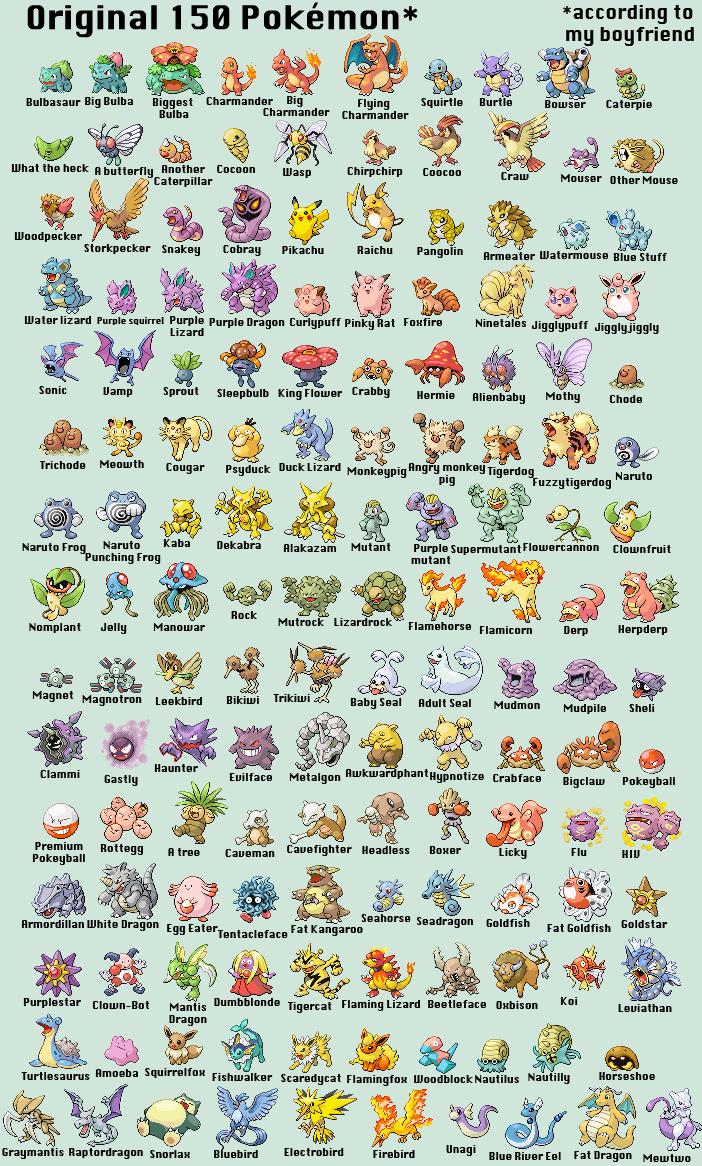 Original 150 Pokémon*
*according to
my boyfriend
Bulbasaur Big Bulba Biggest Bulba Charmander Big Charmander Flying Charmander Squirtle Burtle Bowser Caterpie
What the heck A butterfly Another Caterpillar Cocoon Wasp Chirpchirp Coocoo Craw Mouser Other Mouse
Woodpecker Storkpecker Snakey Cobray Pikachu Raichu Pangolin Armeater Watermouse Blue Stuff
Water lizard Purple squirrel Purple Lizard Purple Dragon Curlypuff Pinky Rat Foxfire Ninetales Jigglypuff Jigglyjiggly
Sonic Vamp Sprout Sleepbulb King Flower Crabby Hermie Alienbaby Mothy Chode
Trichode Meowth Cougar Psyduck Duck Lizard Monkeypig Angry monkey pig Tigerdog Fuzzytigerdog Naruto
Naruto Frog Naruto Punching Frog Kaba Dekabra Alakazam Mutant Purple mutant Supermutant Flowercannon Clownfruit
Nomplant Jelly Manowar Rock Mutrock Lizardrock Flamehorse Flamicorn Derp Herpderp
Magnet Magnotron Leekbird Bikiwi Trikiwi Baby Seal Adult Seal Mudmon Mudpile Sheli
Clammi Gastly Haunter Evilface Metalgon Awkwardphant Hypnotize Crabface Bigclaw Pokeyball
Premium Pokeyball Rottegg A tree Caveman Cavefighter Headless Boxer Licky Flu HIV
Armordillan White Dragon Egg Eater Tentacleface Fat Kangaroo Seahorse Seadragon Goldfish Fat Goldfish Goldstar
Purplestar Clown-Bot Mantis Dragon Dumbblonde Tigercat Flaming Lizard Beetleface Oxbison Koi Leviathan
Turtlesaurus Amoeba Squirrelfox Fishwalker Scaredycat Flamingfox Woodblock Nautilus Nautilly Horseshoe
Graymantis Raptordragon Snorlax Bluebird Electrobird Firebird Unagi Blue River Eel Fat Dragon Mewtwo